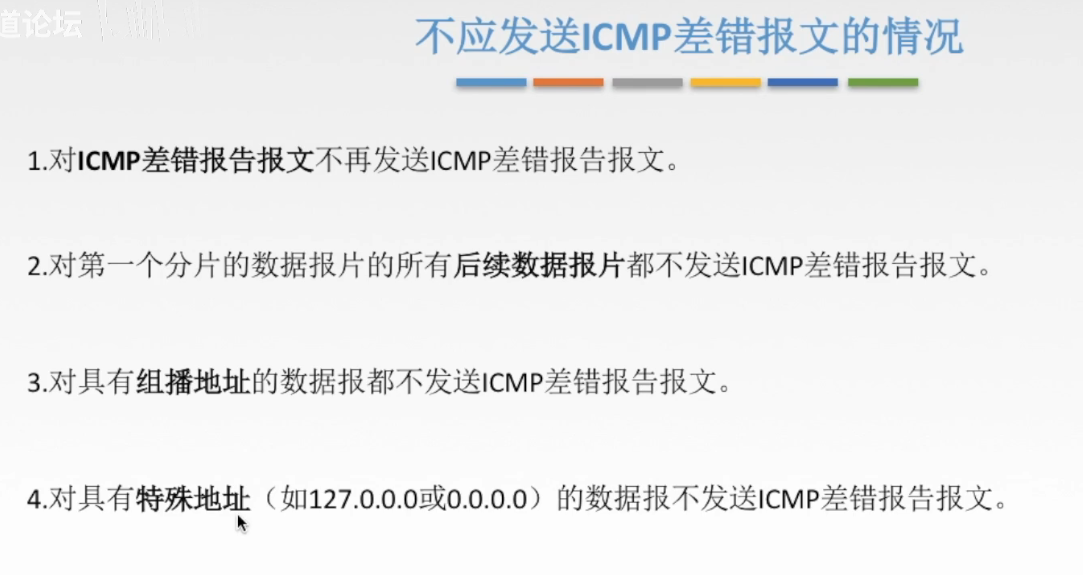 道论坛
不应发送ICMP差错报文的情况
1.对ICMP差错报告报文不再发送ICMP差错报告报文。
2.对第一个分片的数据报片的所有后续数据报片都不发送ICMP差错报告报文。
3.对具有组播地址的数据报都不发送ICMP差错报告报文。
4.对具有特殊地址（如127.0.0.0或0.0.0.0）的数据报不发送ICMP差错报告报文。